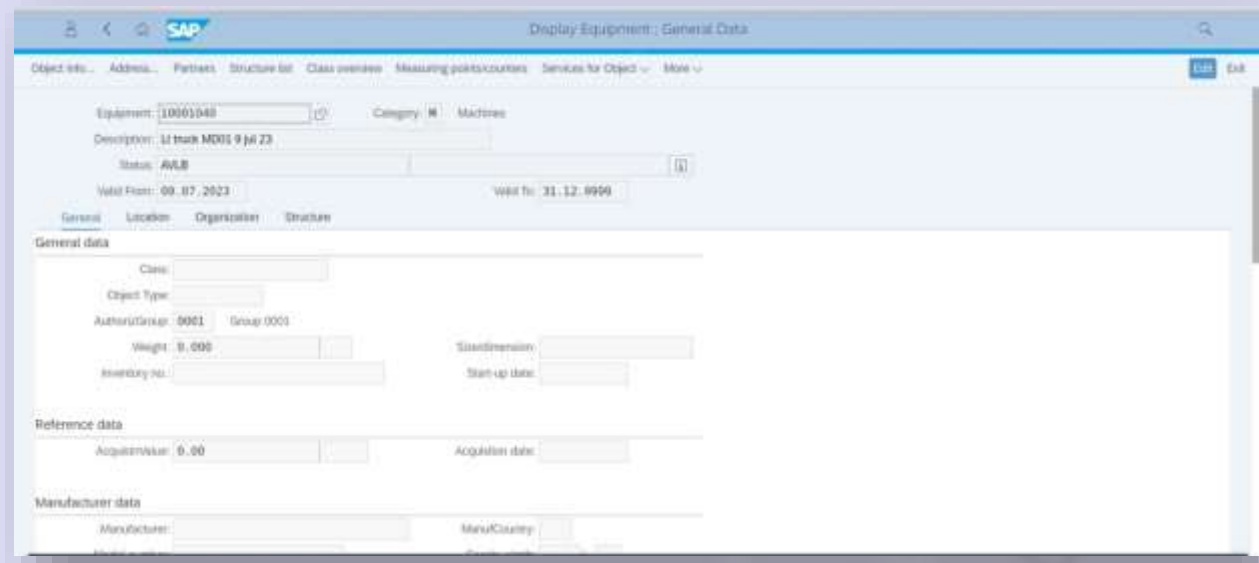 SAP Display Equipment : General Data
Object Info... Address... Partners Structure list Class overview Measuring points/counters Services for Object More Edit Exit
Equipment: 10001040 Category: M Machines
Description: LI truck MD01 9 jul 23
Status: AVLB
Valid From: 09.07.2023 Valid To: 31.12.9999
General Location Organization Structure
General data
Class:
Object Type:
AuthorizGroup: 0001 Group 0001
Weight: 0.000 Size/dimension:
Inventory no.: Start-up date:
Reference data
AcquistnValue: 0.00 Acquisition date:
Manufacturer data
Manufacturer: ManufCountry: